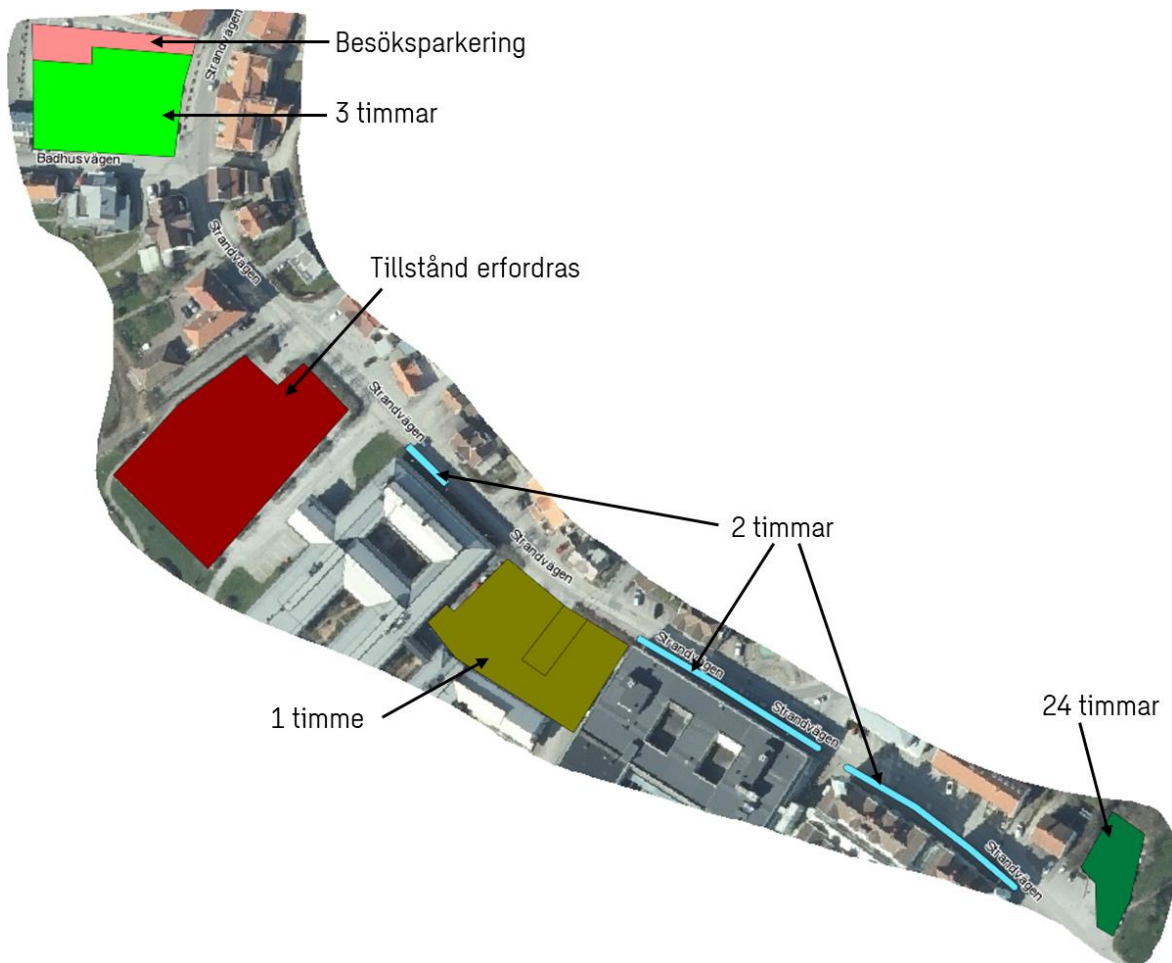 Besöksparkering
Strandvägen
3 timmar
Badhusvägen
Strandvägen
Tillstånd erfordras
Strandvägen
2 timmar
Strandvägen
Strandvägen
1 timme
Strandvägen
24 timmar
Strandvägen